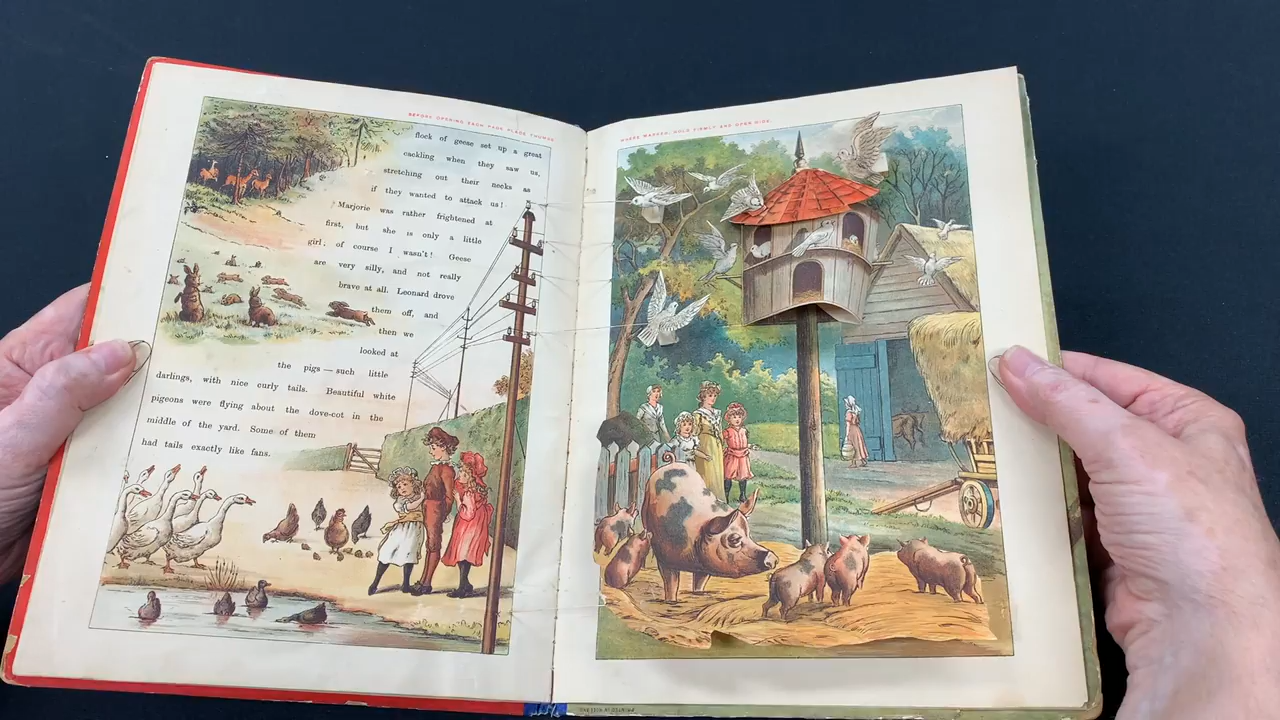 BEFORE OPENING EACH PAGE PLACE THUMBS
WHERE MARKED; HOLD FIRMLY AND OPEN WIDE.
flock of geese set up a great
cackling when they saw us,
stretching out their necks as
if they wanted to attack us!
Marjorie was rather frightened at
first, but she is only a little
girl, of course I wasn't! Geese
are very silly, and not really
brave at all. Leonard drove
them off, and
then we
looked at
the pigs — such little
darlings, with nice curly tails. Beautiful white
pigeons were flying about the dove-cot in the
middle of the yard. Some of them
had tails exactly like fans.